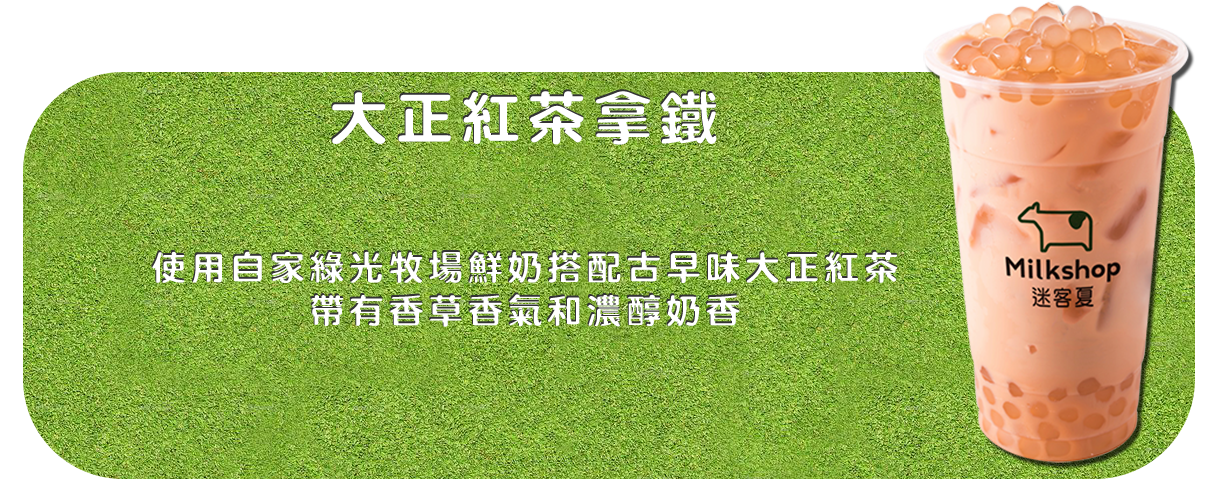 大正紅茶拿鐵
使用自家綠光牧場鮮奶搭配古早味大正紅茶
帶有香草香氣和濃醇奶香
Milkshop
迷客夏